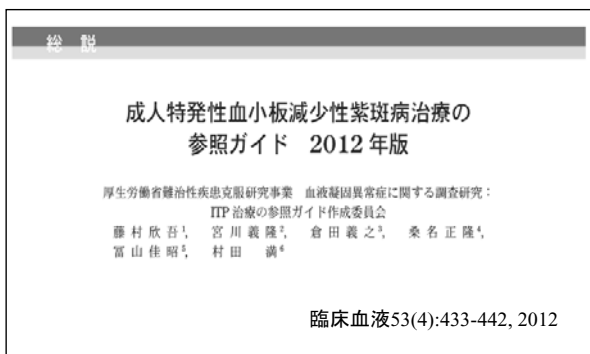 総 説
成人特発性血小板減少性紫斑病治療の
参照ガイド 2012 年版
厚生労働省難治性疾患克服研究事業 血液凝固異常症に関する調査研究：
ITP 治療の参照ガイド作成委員会
藤 村 欣 吾1, 宮 川 義 隆2, 倉 田 義 之3, 桑 名 正 隆4,
冨 山 佳 昭5, 村 田 満6
臨床血液53(4):433-442, 2012